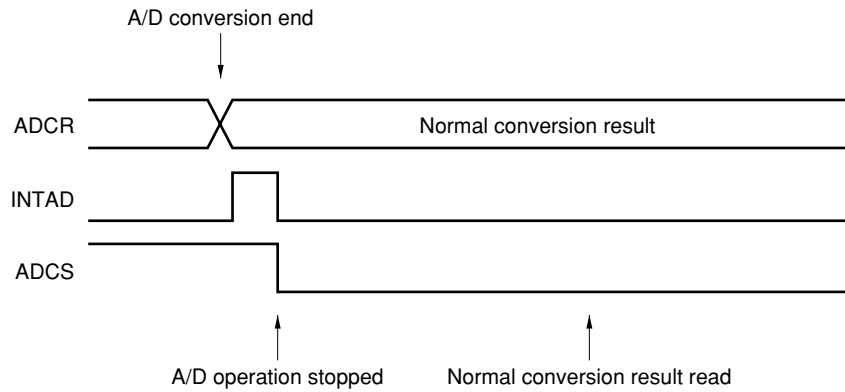 A/D conversion end
ADCR
Normal conversion result
INTAD
ADCS
A/D operation stopped
Normal conversion result read